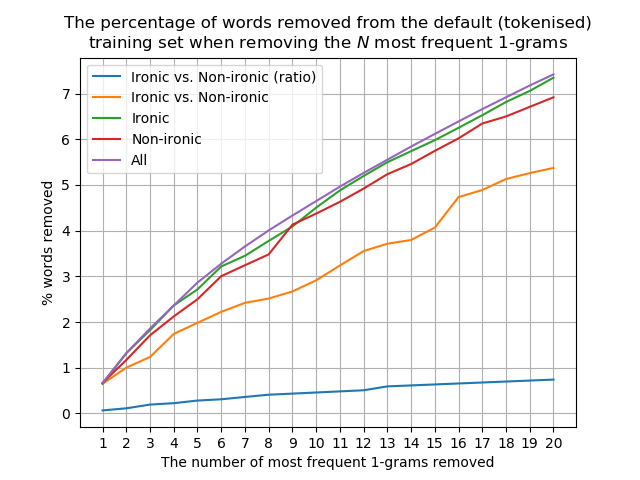 The percentage of words removed from the default (tokenised)
training set when removing the N most frequent 1-grams
Ironic vs. Non-ironic (ratio)
Ironic vs. Non-ironic
Ironic
Non-ironic
All
% words removed
7
6
5
4
3
2
1
0
1 2 3 4 5 6 7 8 9 10 11 12 13 14 15 16 17 18 19 20
The number of most frequent 1-grams removed